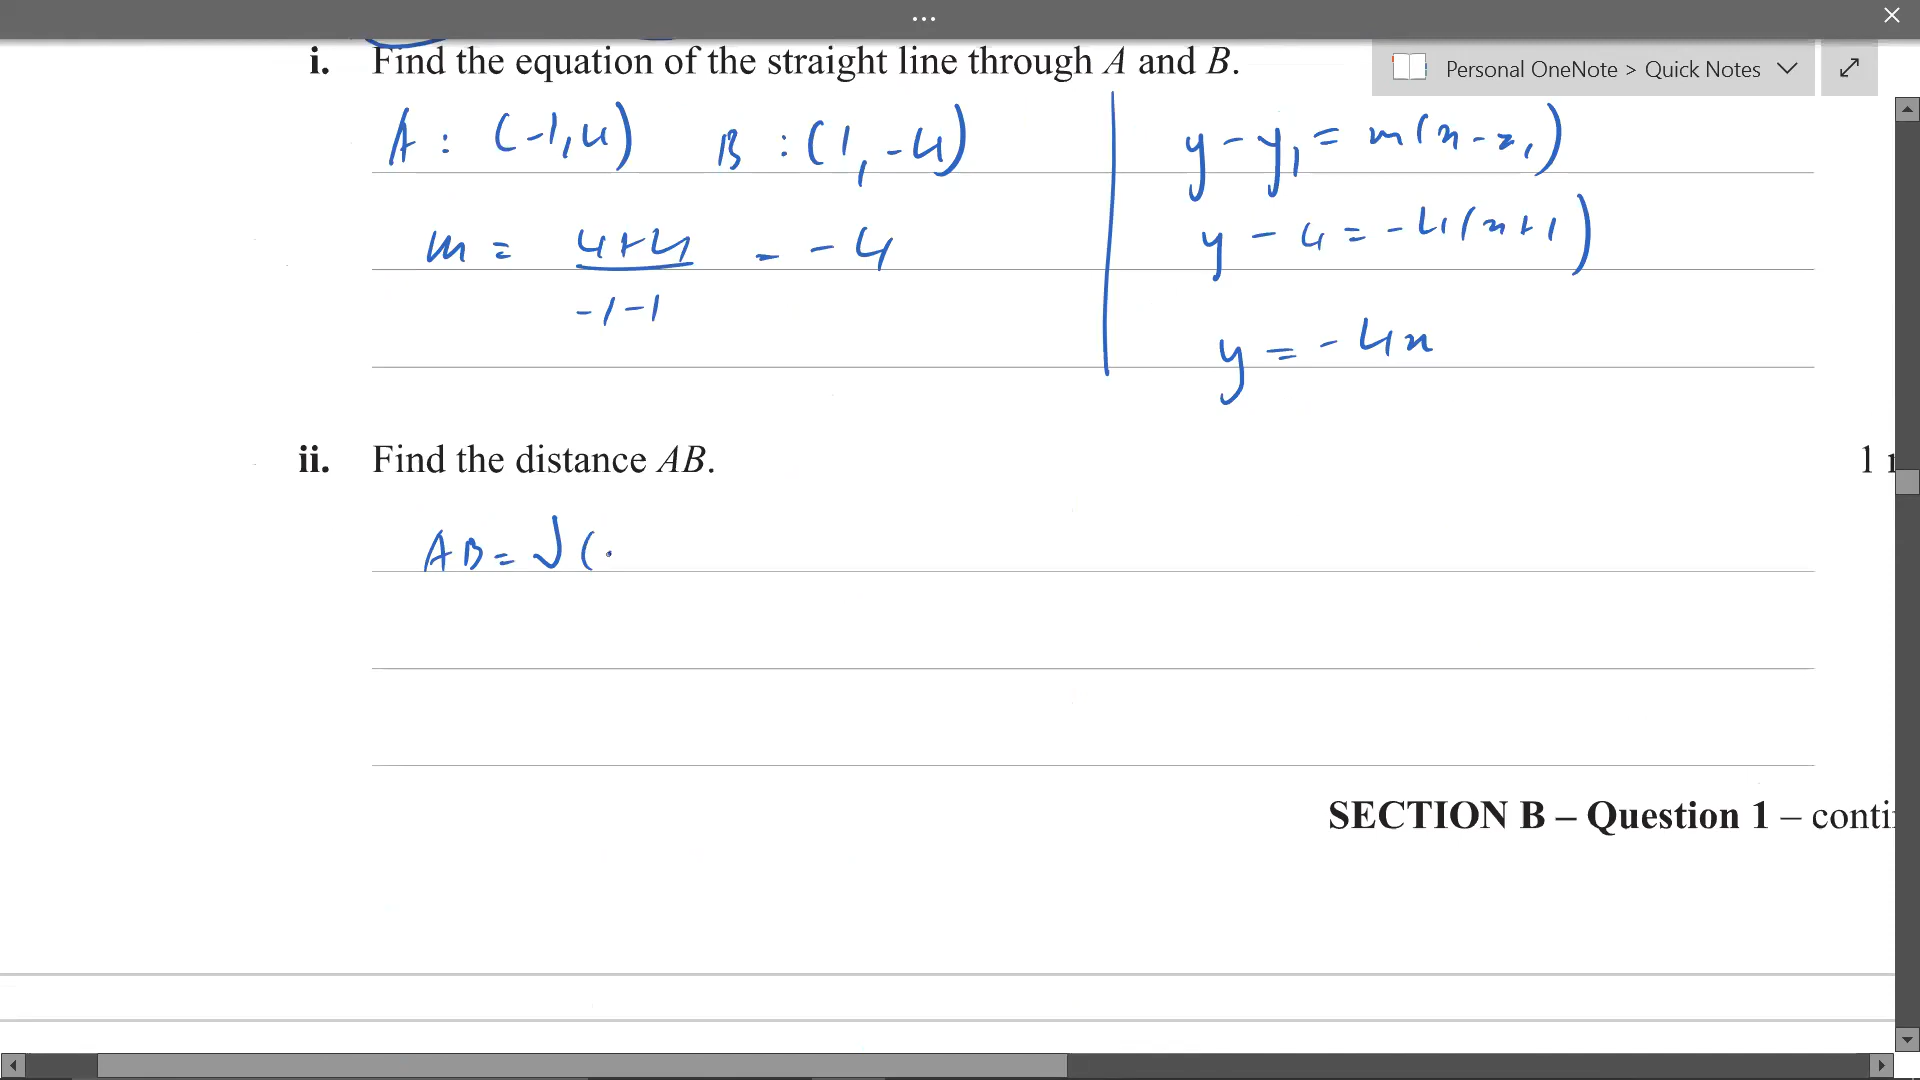 ...
i. Find the equation of the straight line through A and B.
Personal OneNote > Quick Notes
A : (-1,4) B : (1, -4)
m = 4+4 / -1-1 = -4
y - y₁ = m(x - x₁)
y - 4 = -4(x+1)
y = -4x
ii. Find the distance AB.
1
AB = √(.
SECTION B – Question 1 – conti